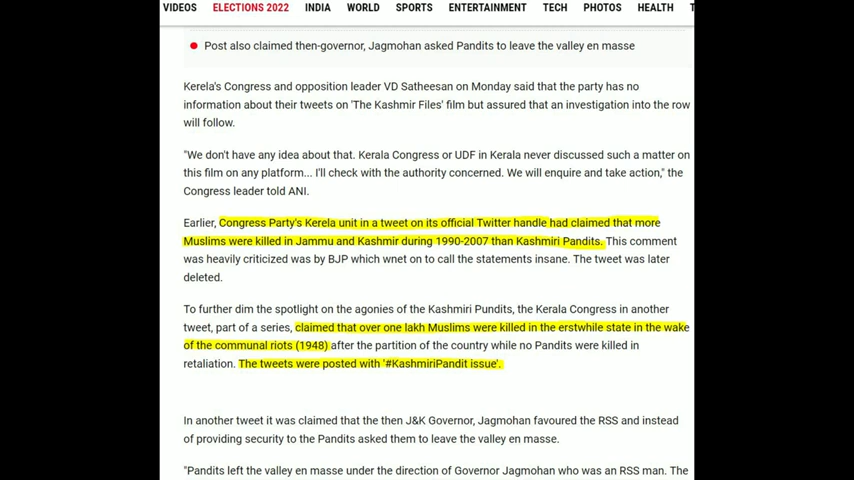 VIDEOS ELECTIONS 2022 INDIA WORLD SPORTS ENTERTAINMENT TECH PHOTOS HEALTH
Post also claimed then-governor, Jagmohan asked Pandits to leave the valley en masse
Kerela's Congress and opposition leader VD Satheesan on Monday said that the party has no
information about their tweets on 'The Kashmir Files' film but assured that an investigation into the row
will follow.
"We don't have any idea about that. Kerala Congress or UDF in Kerala never discussed such a matter on
this film on any platform... I'll check with the authority concerned. We will enquire and take action," the
Congress leader told ANI.
Earlier, Congress Party's Kerela unit in a tweet on its official Twitter handle had claimed that more
Muslims were killed in Jammu and Kashmir during 1990-2007 than Kashmiri Pandits. This comment
was heavily criticized was by BJP which wnet on to call the statements insane. The tweet was later
deleted.
To further dim the spotlight on the agonies of the Kashmiri Pundits, the Kerala Congress in another
tweet, part of a series, claimed that over one lakh Muslims were killed in the erstwhile state in the wake
of the communal riots (1948) after the partition of the country while no Pandits were killed in
retaliation. The tweets were posted with '#KashmiriPandit issue'.
In another tweet it was claimed that the then J&K Governor, Jagmohan favoured the RSS and instead
of providing security to the Pandits asked them to leave the valley en masse.
"Pandits left the valley en masse under the direction of Governor Jagmohan who was an RSS man. The